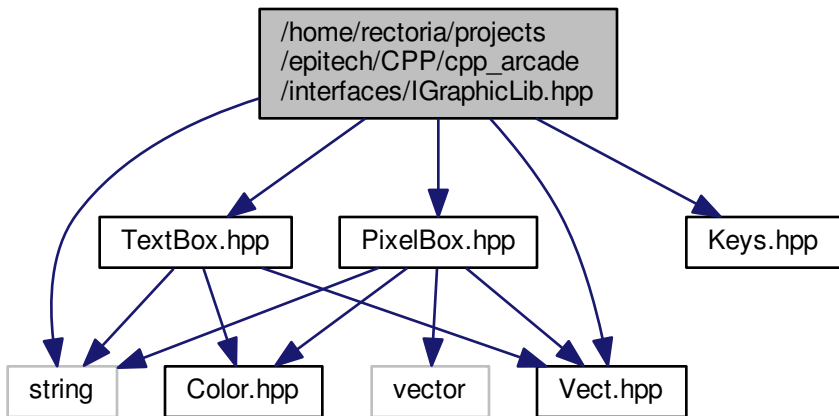 /home/rectoria/projects
/epitech/CPP/cpp_arcade
/interfaces/IGraphicLib.hpp
TextBox.hpp
PixelBox.hpp
Keys.hpp
string
Color.hpp
vector
Vect.hpp